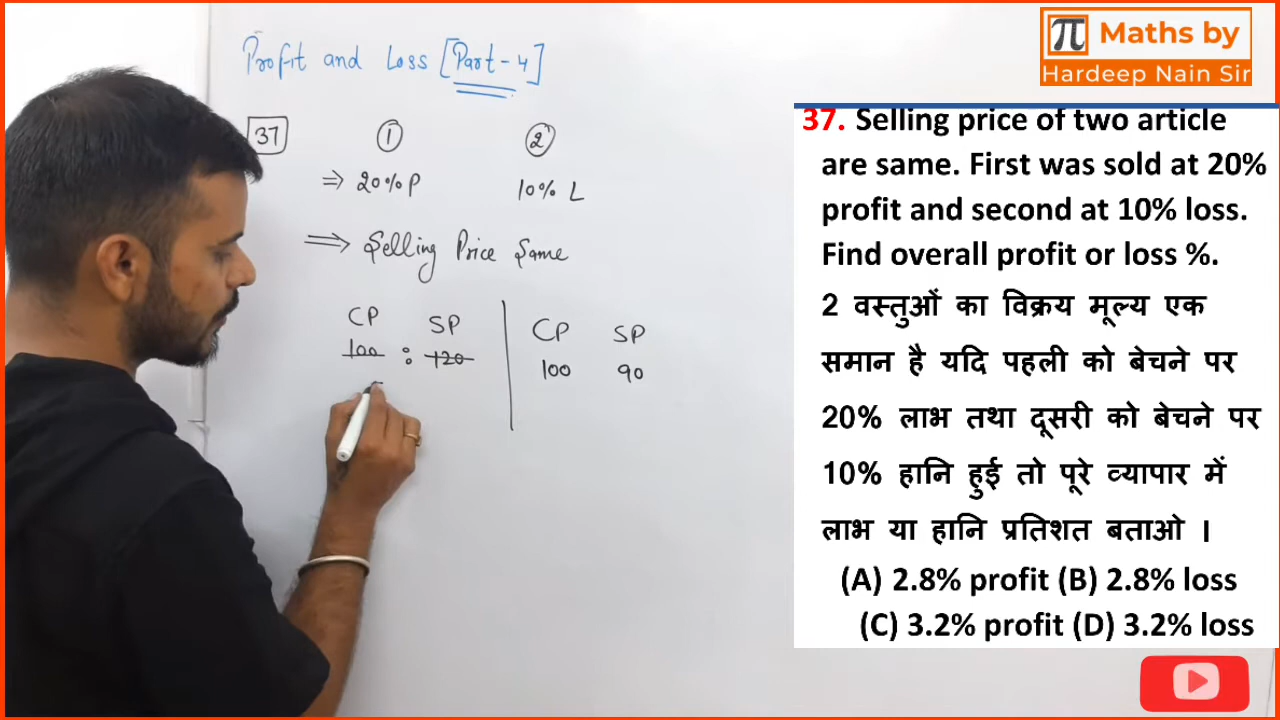 Profit and Loss [Part-4]
37 ① ②
⇒ 20% P 10% L
⇒ Selling Price Same
CP SP CP SP
100 : 120 100 90
π Maths by
Hardeep Nain Sir
37. Selling price of two article
are same. First was sold at 20%
profit and second at 10% loss.
Find overall profit or loss %.
2 वस्तुओं का विक्रय मूल्य एक
समान है यदि पहली को बेचने पर
20% लाभ तथा दूसरी को बेचने पर
10% हानि हुई तो पूरे व्यापार में
लाभ या हानि प्रतिशत बताओ ।
(A) 2.8% profit (B) 2.8% loss
(C) 3.2% profit (D) 3.2% loss